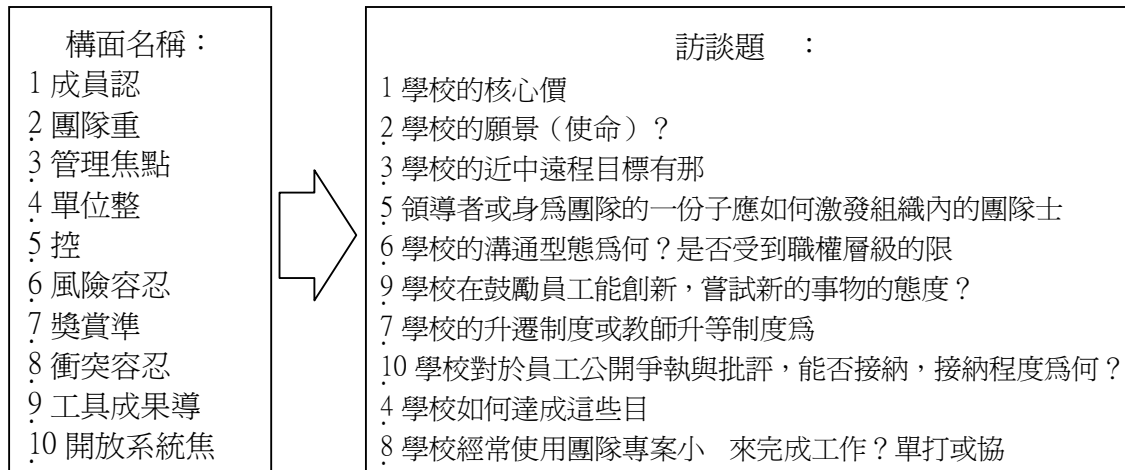 構面名稱：
1 成員認
2 團隊重
3 管理焦點
4 單位整
5 控
6 風險容忍
7 獎賞準
8 衝突容忍
9 工具成果導
10 開放系統焦
訪談題 ：
1 學校的核心價
2 學校的願景（使命）？
3 學校的近中遠程目標有那
5 領導者或身為團隊的一份子應如何激發組織內的團隊士
6 學校的溝通型態為何？是否受到職權層級的限
9 學校在鼓勵員工能創新，嘗試新的事物的態度？
7 學校的升遷制度或教師升等制度為
10 學校對於員工公開爭執與批評，能否接納，接納程度為何？
4 學校如何達成這些目
8 學校經常使用團隊專案小 來完成工作？單打或協